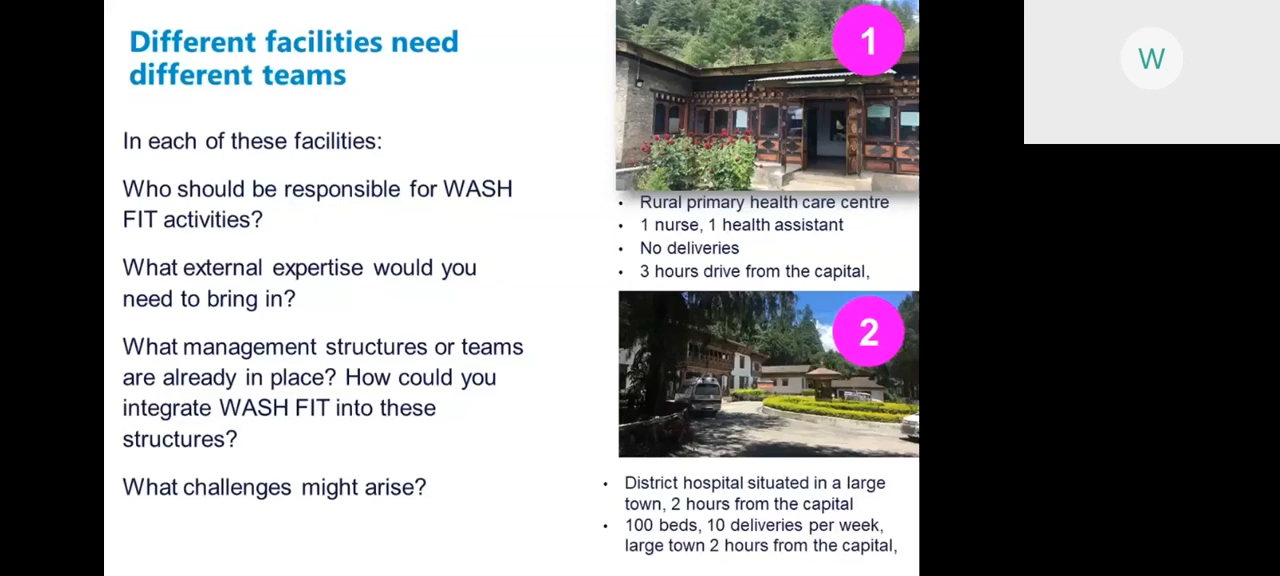 Different facilities need
different teams
In each of these facilities:
Who should be responsible for WASH
FIT activities?
What external expertise would you
need to bring in?
What management structures or teams
are already in place? How could you
integrate WASH FIT into these
structures?
What challenges might arise?
1
• Rural primary health care centre
• 1 nurse, 1 health assistant
• No deliveries
• 3 hours drive from the capital,
2
• District hospital situated in a large
town, 2 hours from the capital
• 100 beds, 10 deliveries per week,
large town 2 hours from the capital,
W